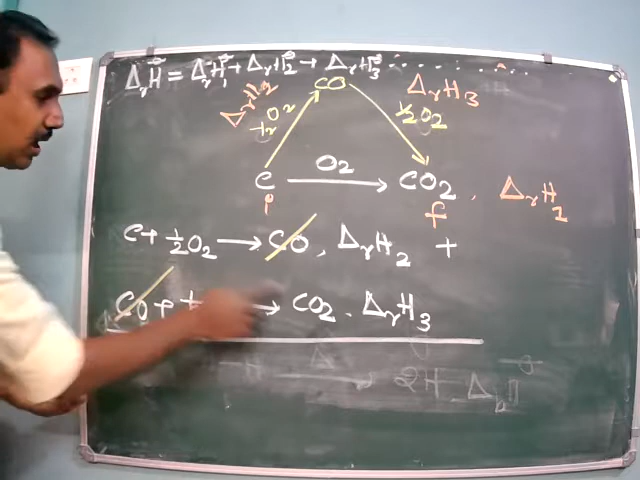 ΔᵣH⊖ = ΔᵣH₁⊖ + ΔᵣH₂⊖ + ΔᵣH₃⊖ . . . . . . .
CO
ΔᵣH₂ ½O₂
½O₂ ΔᵣH₃
C ⟶ CO₂ . ΔᵣH₁
O₂
i f
C + ½O₂ ⟶ CO , ΔᵣH₂ +
CO + ⟶ CO₂ . ΔᵣH₃